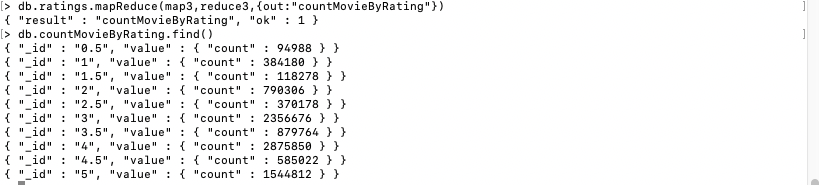 [> db.ratings.mapReduce(map3,reduce3,{out:"countMovieByRating"})
{ "result" : "countMovieByRating", "ok" : 1 }
[> db.countMovieByRating.find()
{ "_id" : "0.5", "value" : { "count" : 94988 } }
{ "_id" : "1", "value" : { "count" : 384180 } }
{ "_id" : "1.5", "value" : { "count" : 118278 } }
{ "_id" : "2", "value" : { "count" : 790306 } }
{ "_id" : "2.5", "value" : { "count" : 370178 } }
{ "_id" : "3", "value" : { "count" : 2356676 } }
{ "_id" : "3.5", "value" : { "count" : 879764 } }
{ "_id" : "4", "value" : { "count" : 2875850 } }
{ "_id" : "4.5", "value" : { "count" : 585022 } }
{ "_id" : "5", "value" : { "count" : 1544812 } }